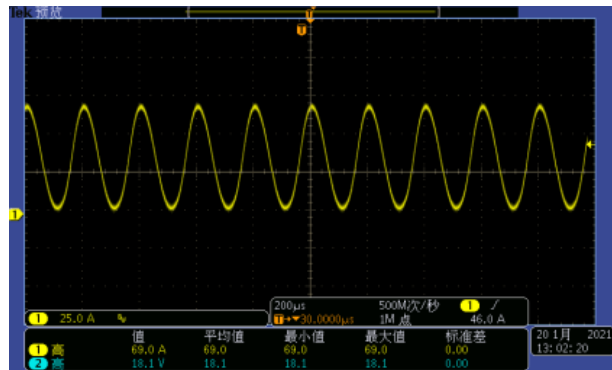 Tek 预览
T
T
1
200µs 500M次/秒 1 /
1 25.0 A T→▼30.0000µs 1M 点 46.0 A
值 平均值 最小值 最大值 标准差
1 高 69.0 A 69.0 69.0 69.0 0.00
2 高 18.1 V 18.1 18.1 18.1 0.00
20 1月 2021
13:02:20